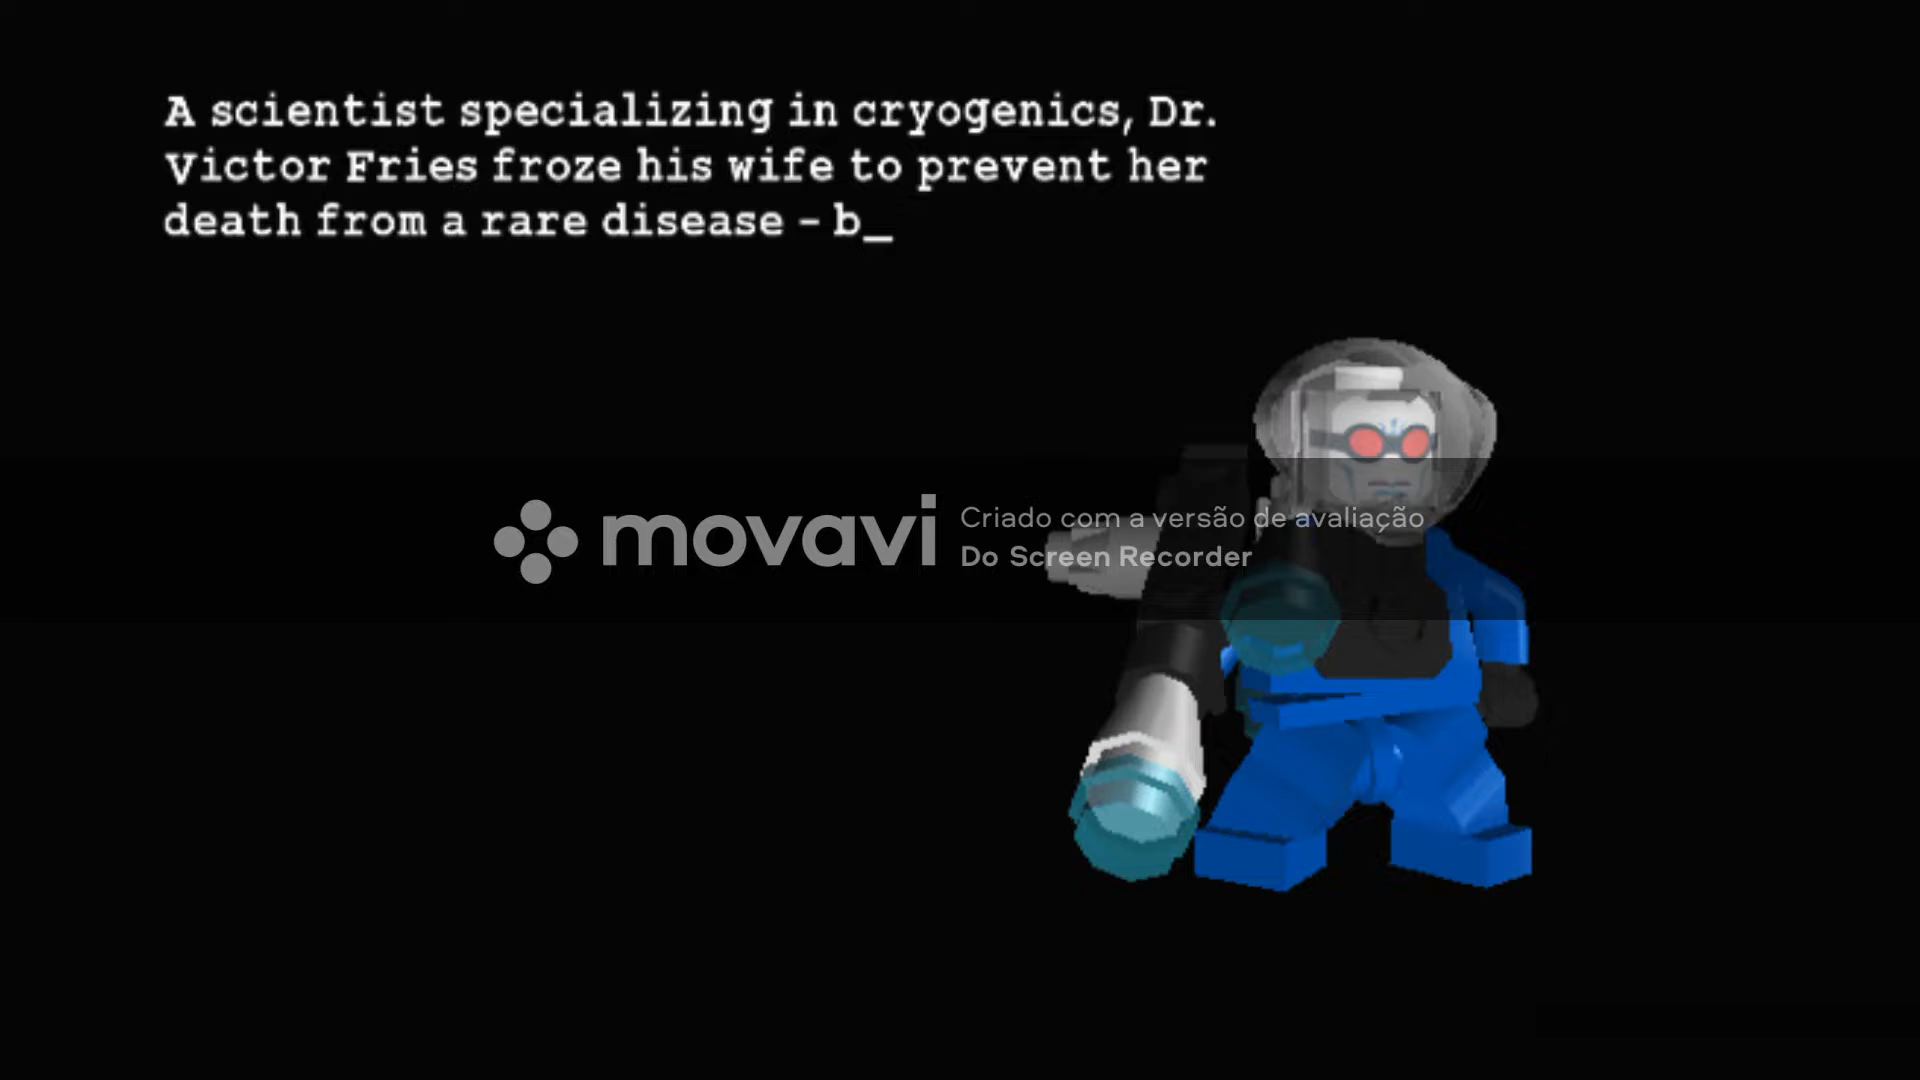 A scientist specializing in cryogenics, Dr.
Victor Fries froze his wife to prevent her
death from a rare disease - b_
movavi
Criado com a versão de avaliação
Do Screen Recorder